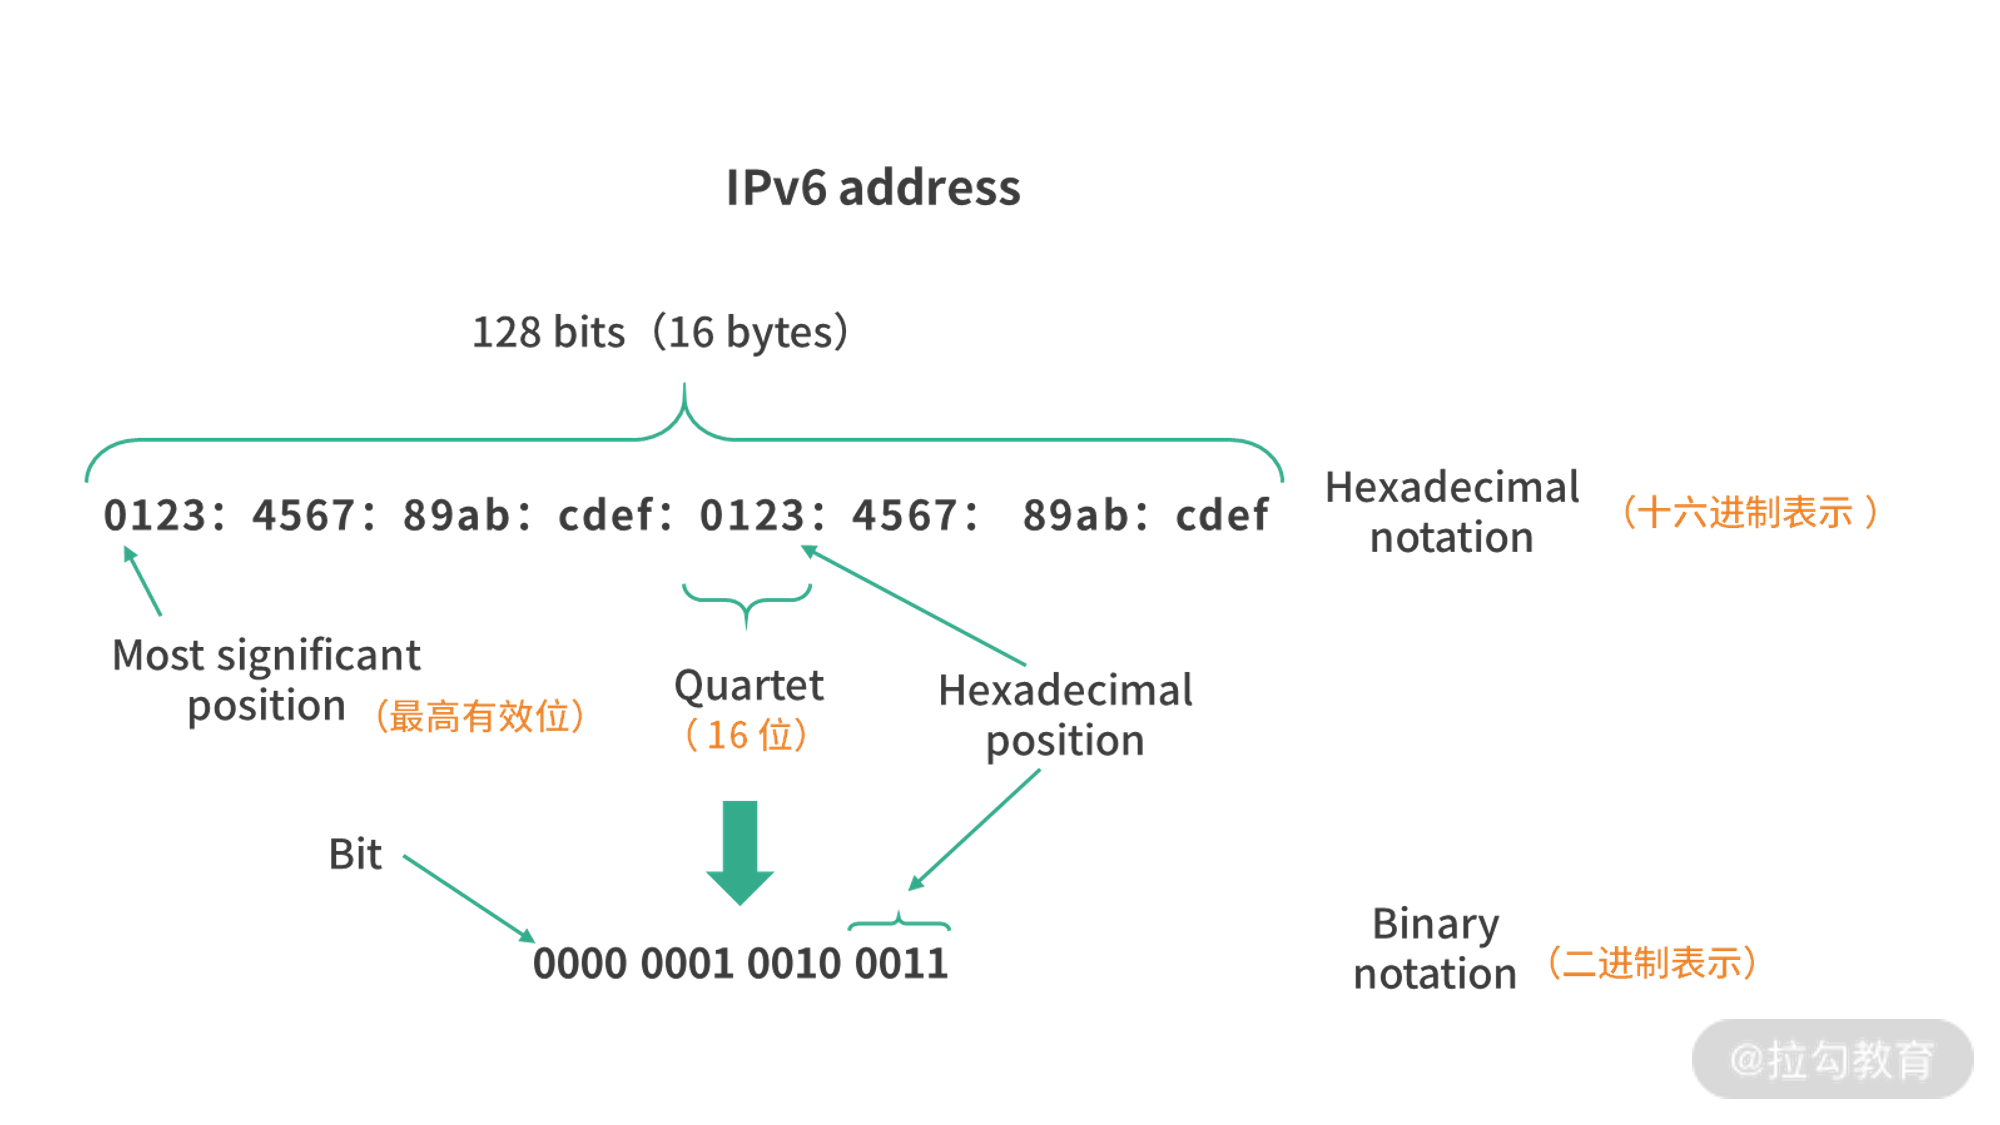 IPv6 address
128 bits（16 bytes）
0123：4567：89ab：cdef：0123：4567： 89ab：cdef
Hexadecimal
notation
（十六进制表示 ）
Most significant
position
（最高有效位）
Quartet
（ 16 位）
Hexadecimal
position
Bit
0000 0001 0010 0011
Binary
notation
（二进制表示）
@拉勾教育